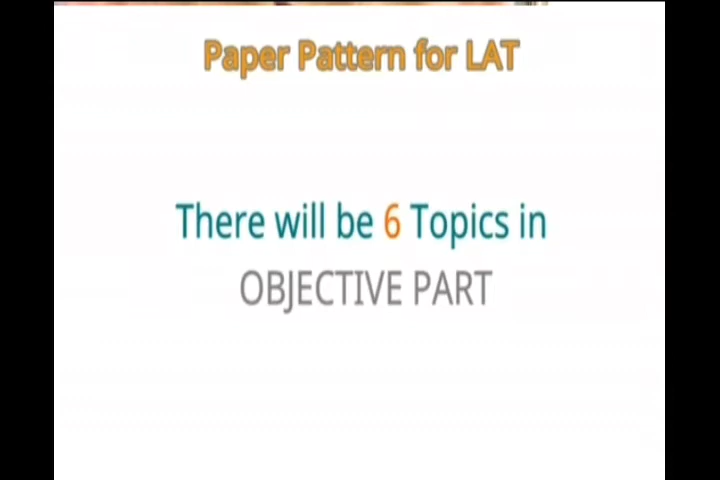 Paper Pattern for LAT
There will be 6 Topics in
OBJECTIVE PART